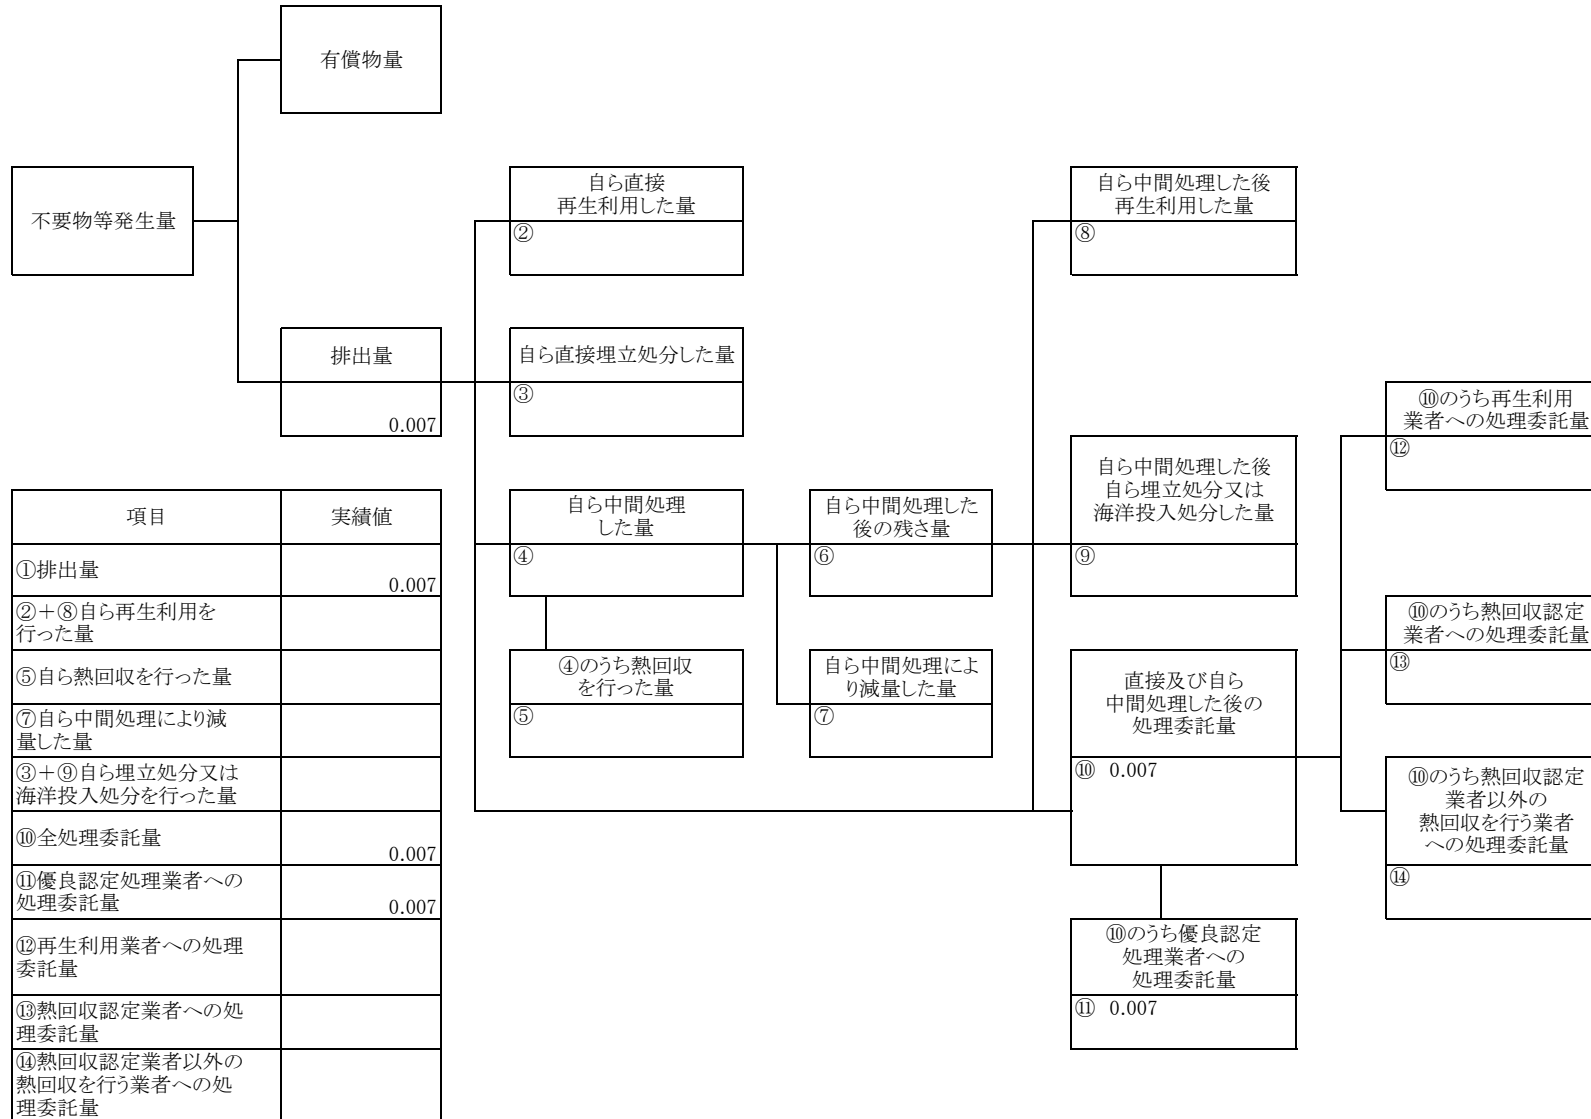 有償物量
不要物等発生量
自ら直接
再生利用した量
②
自ら中間処理した後
再生利用した量
⑧
排出量
0.007
自ら直接埋立処分した量
③
⑩のうち再生利用
業者への処理委託量
⑫
自ら中間処理
した量
④
自ら中間処理した
後の残さ量
⑥
自ら中間処理した後
自ら埋立処分又は
海洋投入処分した量
⑨
⑩のうち熱回収認定
業者への処理委託量
⑬
④のうち熱回収
を行った量
⑤
自ら中間処理によ
り減量した量
⑦
直接及び自ら
中間処理した後の
処理委託量
⑩ 0.007
⑩のうち熱回収認定
業者以外の
熱回収を行う業者
への処理委託量
⑭
⑩のうち優良認定
処理業者への
処理委託量
⑪ 0.007
項目 実績値
①排出量 0.007
②＋⑧自ら再生利用を
行った量
⑤自ら熱回収を行った量
⑦自ら中間処理により減
量した量
③＋⑨自ら埋立処分又は
海洋投入処分を行った量
⑩全処理委託量 0.007
⑪優良認定処理業者への
処理委託量 0.007
⑫再生利用業者への処理
委託量
⑬熱回収認定業者への処
理委託量
⑭熱回収認定業者以外の
熱回収を行う業者への処
理委託量